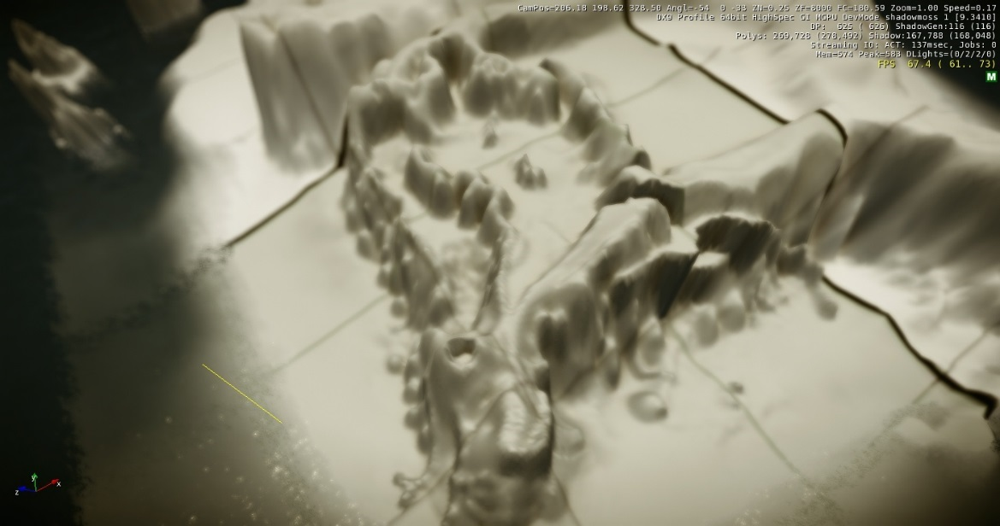 CamPos=206.18 198.62 328.50 Angl=-54  0 -33 ZN=0.25 ZF=8000 FG=180.59 Zoom=1.00 Speed=0.17
DX9 Profile 64bit HighSpec GI MGPU DevMode shadowmoss 1 [9.3410]
DP:  625 ( 626) ShadowGen:116 (116)
Polys: 269,728 (278,492) Shadow:167,788 (168,048)
Streaming IO: ACT: 137msec, Jobs: 0
Mem=574 Peak=583 DLights=(0/2/2/0)
FPS  67.4 ( 61.. 73)
M
y
z x